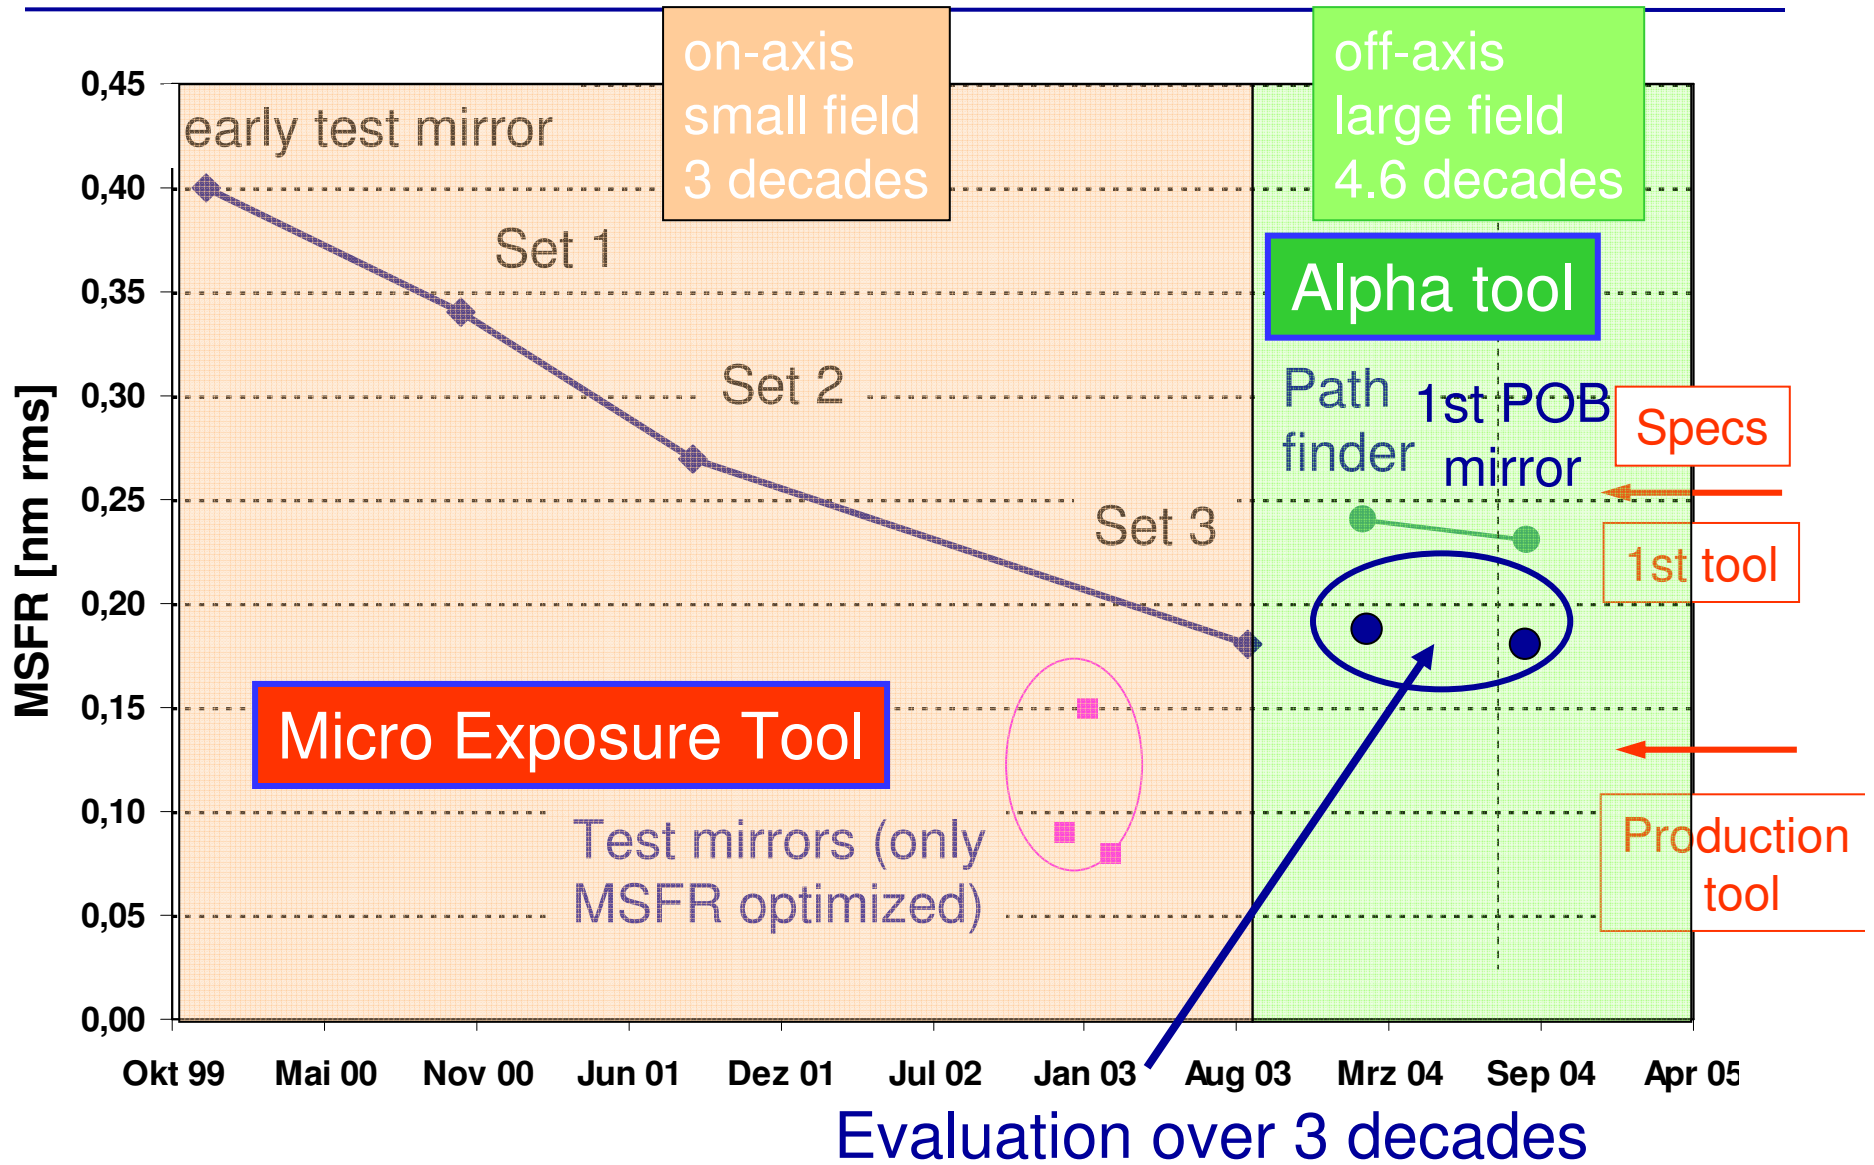 on-axis
small field
3 decades
off-axis
large field
4.6 decades
0,45
early test mirror
0,40
Set 1
Alpha tool
0,35
Set 2
0,30
Path
finder
1st POB
mirror
Specs
0,25
Set 3
1st tool
0,20
MSFR [nm rms]
0,15
Micro Exposure Tool
0,10
Test mirrors (only
MSFR optimized)
Production
tool
0,05
0,00
Okt 99 Mai 00 Nov 00 Jun 01 Dez 01 Jul 02 Jan 03 Aug 03 Mrz 04 Sep 04 Apr 05
Evaluation over 3 decades